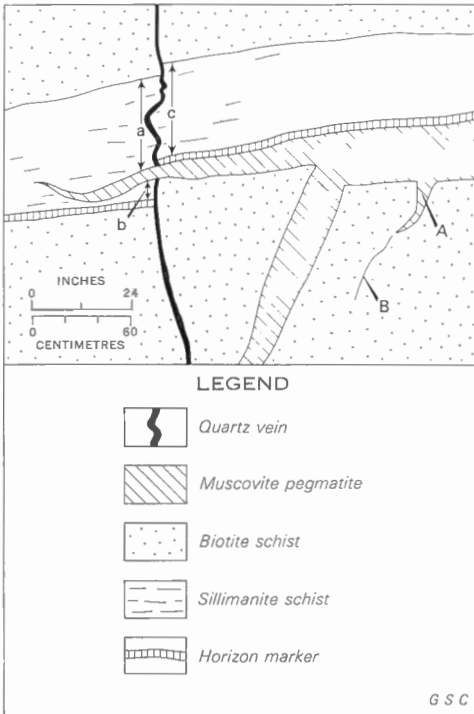 a
c
b
A
B
INCHES
0 24
0 60
CENTIMETRES
LEGEND
Quartz vein
Muscovite pegmatite
Biotite schist
Sillimanite schist
Horizon marker
GSC